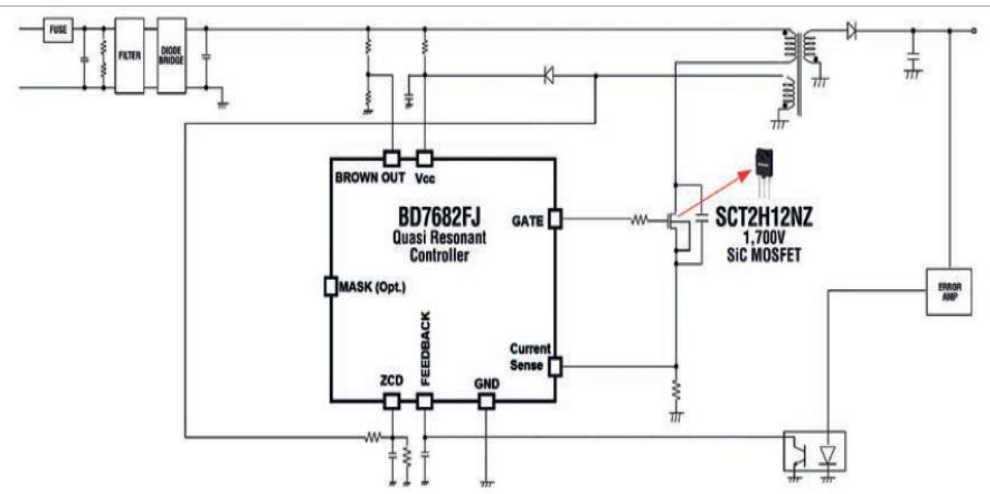 FUSE
FILTER
DIODE
BRIDGE
BROWN OUT
Vcc
BD7682FJ
Quasi Resonant
Controller
GATE
SCT2H12NZ
1,700V
SiC MOSFET
MASK (Opt.)
ERROR
AMP
FEEDBACK
Current
Sense
ZCD
GND